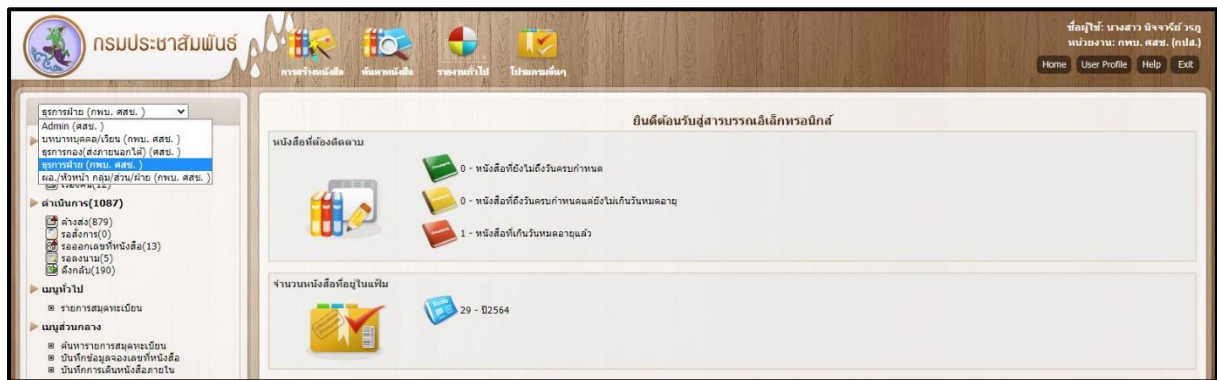 กรมประชาสัมพันธ์
การสร้างหนังสือ ค้นหาหนังสือ รายงานทั่วไป โปรแกรมอื่นๆ
ชื่อผู้ใช้: นางสาว
หน่วยงาน: กพบ. ศสช. (กปส.)
Home User Profile Help Exit
ธุรการฝ่าย (กพบ. ศสช. )
Admin (ศสช. )
บทบาทบุคคล/เวียน (กพบ. ศสช. )
ธุรการกอง(ส่งภายนอกได้) (ศสช. )
ธุรการฝ่าย (กพบ. ศสช. )
ผอ./หัวหน้า กลุ่ม/ส่วน/ฝ่าย (กพบ. ศสช. )
ดำเนินการ(1087)
ค้างส่ง(879)
รอสั่งการ(0)
รอออกเลขที่หนังสือ(13)
รอลงนาม(5)
ดึงกลับ(190)
เมนูทั่วไป
รายการสมุดทะเบียน
เมนูส่วนกลาง
ค้นหารายการสมุดทะเบียน
บันทึกข้อมูลจองเลขที่หนังสือ
บันทึกการเดินหนังสือภายใน
ยินดีต้อนรับสู่สารบรรณอิเล็กทรอนิกส์
หนังสือที่ต้องติดตาม
0 - หนังสือที่ยังไม่ถึงวันครบกำหนด
0 - หนังสือที่ถึงวันครบกำหนดแต่ยังไม่เกินวันหมดอายุ
1 - หนังสือที่เกินวันหมดอายุแล้ว
จำนวนหนังสือที่อยู่ในแฟ้ม
29 - ปี2564